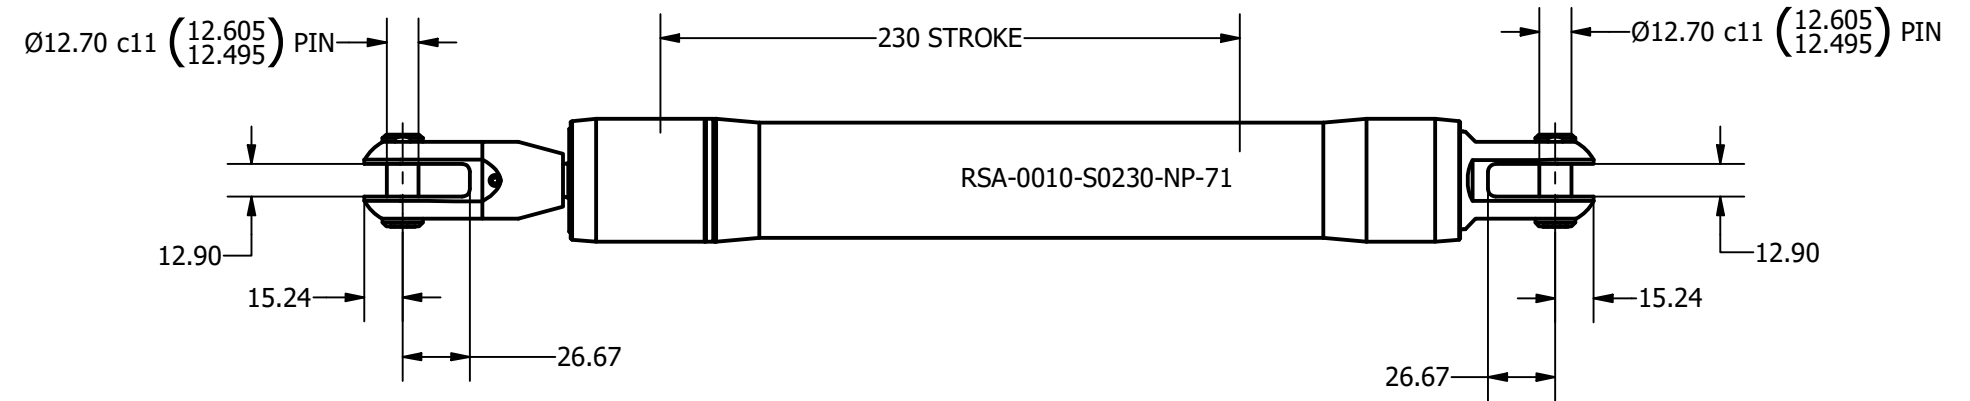 Ø12.70 c11 (12.605
12.495) PIN
230 STROKE
Ø12.70 c11 (12.605
12.495) PIN
RSA-0010-S0230-NP-71
12.90
12.90
15.24
15.24
26.67
26.67